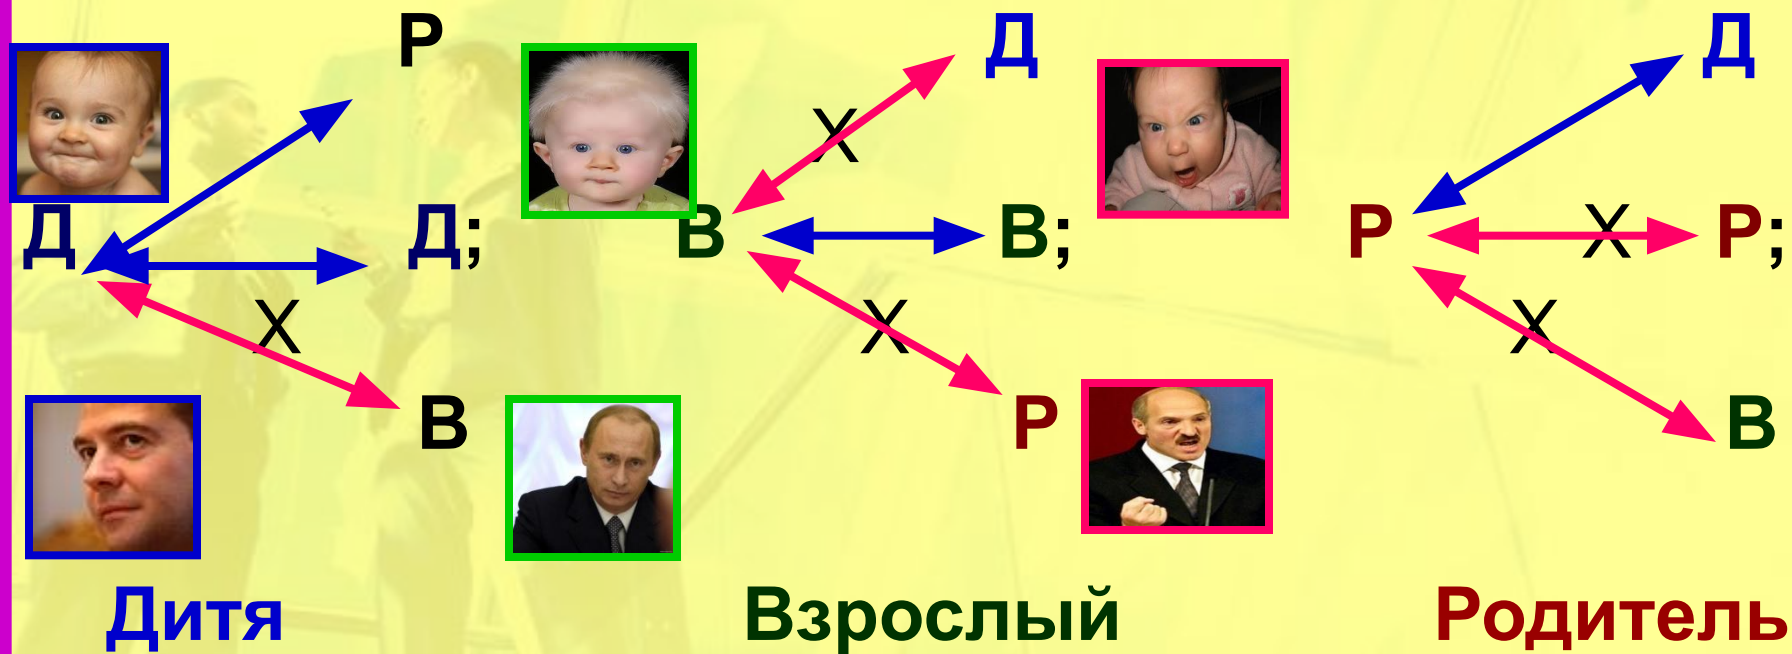 Р
Д
Д
Х
Д
Д;
В
В;
Р
Х
Р;
Х
Х
Х
В
Р
В
Дитя
Взрослый
Родитель